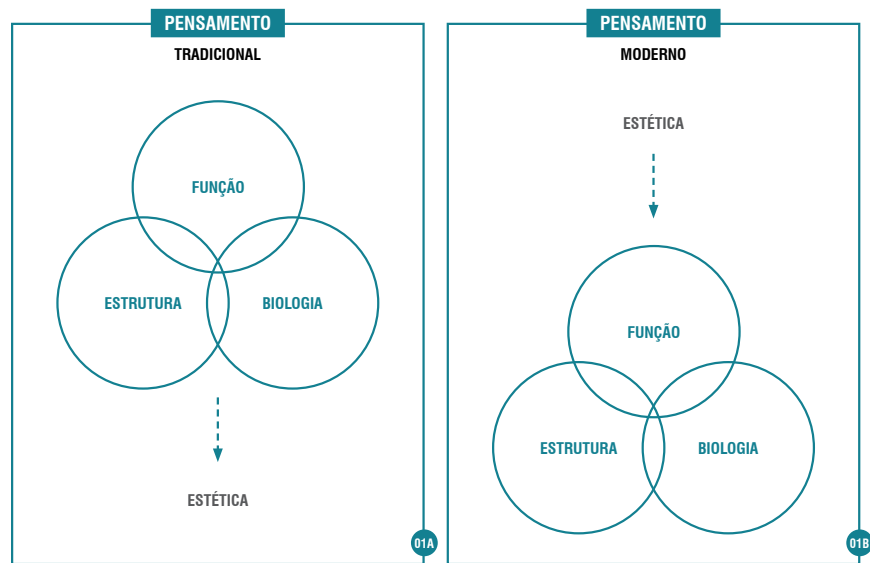 PENSAMENTO
TRADICIONAL
FUNÇÃO
ESTRUTURA
BIOLOGIA
ESTÉTICA
01A
PENSAMENTO
MODERNO
ESTÉTICA
FUNÇÃO
ESTRUTURA
BIOLOGIA
01B